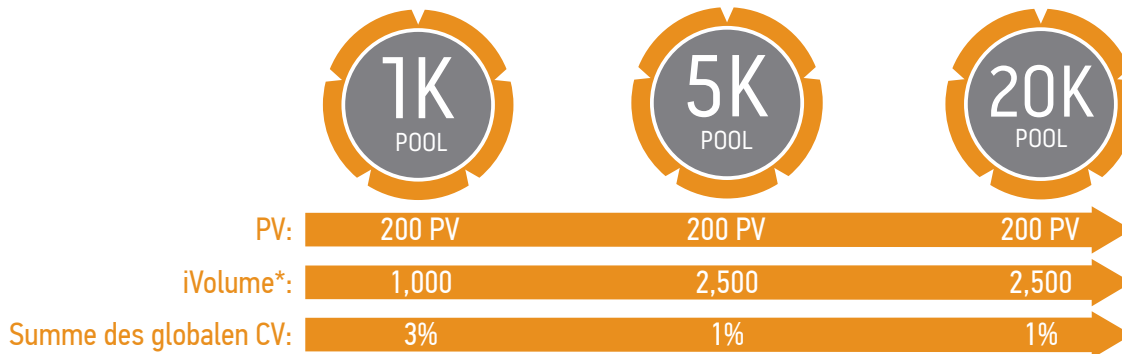 1K
POOL
5K
POOL
20K
POOL
PV: 200 PV 200 PV 200 PV
iVolume*: 1,000 2,500 2,500
Summe des globalen CV: 3% 1% 1%